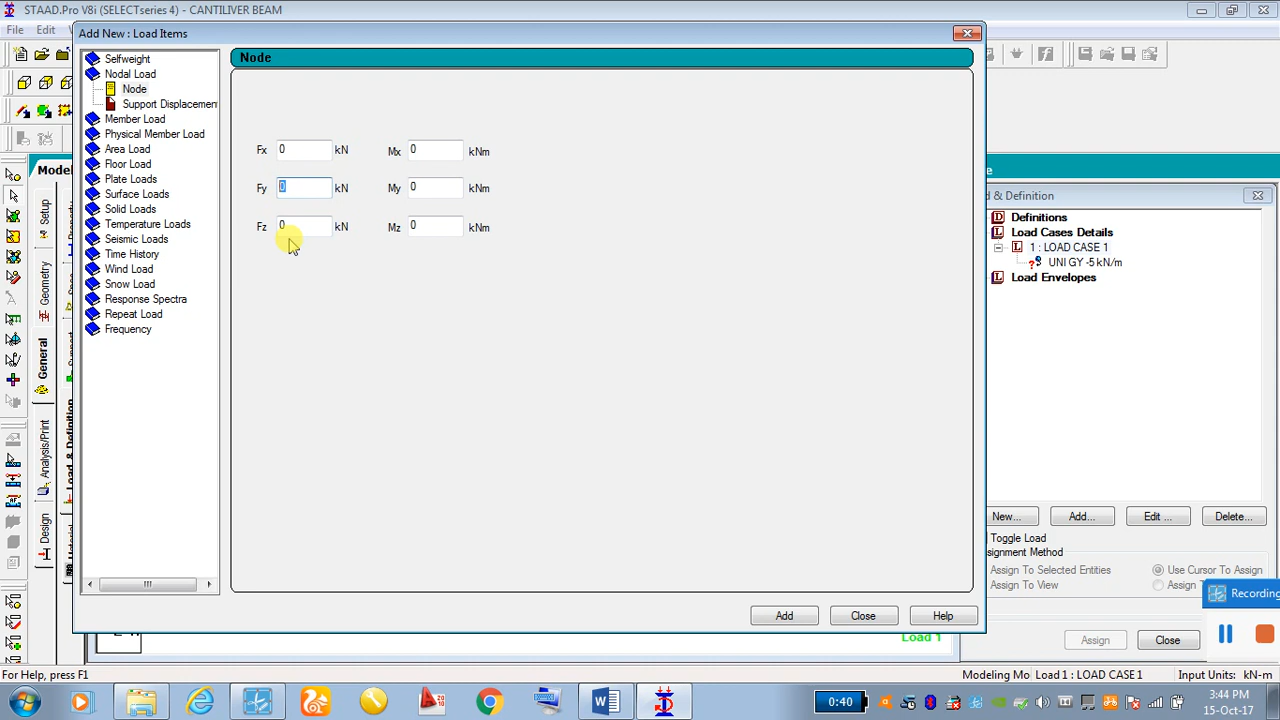 STAAD.Pro V8i (SELECTseries 4) - CANTILIVER BEAM
File Edit
Add New : Load Items
Selfweight
Nodal Load
Node
Support Displacemen
Member Load
Physical Member Load
Area Load
Floor Load
Plate Loads
Surface Loads
Solid Loads
Temperature Loads
Seismic Loads
Time History
Wind Load
Snow Load
Response Spectra
Repeat Load
Frequency
Node
Fx 0 kN Mx 0 kNm
Fy 0 kN My 0 kNm
Fz 0 kN Mz 0 kNm
Add Close Help
Model
Setup
Geometry
General
Analysis/Print
Design
Load & Definition
& Definition
Definitions
Load Cases Details
1 : LOAD CASE 1
UNI GY -5 kN/m
Load Envelopes
New... Add... Edit ... Delete...
Toggle Load
signment Method
Assign To Selected Entities Use Cursor To Assign
Assign To View Assign T
Recording
Assign Close
Load 1
For Help, press F1
Modeling Mo Load 1 : LOAD CASE 1 Input Units: kN-m
0:40
3:44 PM
15-Oct-17